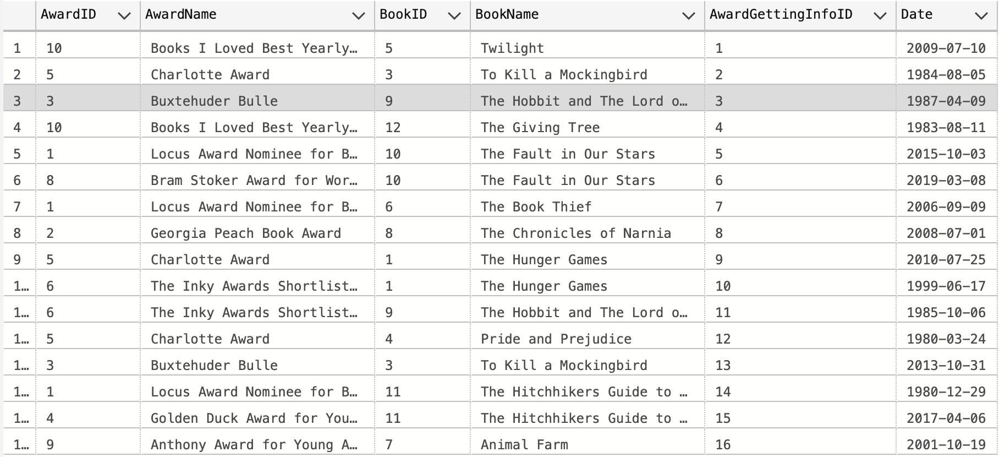 AwardID AwardName BookID BookName AwardGettingInfoID Date
1 10 Books I Loved Best Yearly… 5 Twilight 1 2009-07-10
2 5 Charlotte Award 3 To Kill a Mockingbird 2 1984-08-05
3 3 Buxtehuder Bulle 9 The Hobbit and The Lord o… 3 1987-04-09
4 10 Books I Loved Best Yearly… 12 The Giving Tree 4 1983-08-11
5 1 Locus Award Nominee for B… 10 The Fault in Our Stars 5 2015-10-03
6 8 Bram Stoker Award for Wor… 10 The Fault in Our Stars 6 2019-03-08
7 1 Locus Award Nominee for B… 6 The Book Thief 7 2006-09-09
8 2 Georgia Peach Book Award 8 The Chronicles of Narnia 8 2008-07-01
9 5 Charlotte Award 1 The Hunger Games 9 2010-07-25
1… 6 The Inky Awards Shortlist… 1 The Hunger Games 10 1999-06-17
1… 6 The Inky Awards Shortlist… 9 The Hobbit and The Lord o… 11 1985-10-06
1… 5 Charlotte Award 4 Pride and Prejudice 12 1980-03-24
1… 3 Buxtehuder Bulle 3 To Kill a Mockingbird 13 2013-10-31
1… 1 Locus Award Nominee for B… 11 The Hitchhikers Guide to … 14 1980-12-29
1… 4 Golden Duck Award for You… 11 The Hitchhikers Guide to … 15 2017-04-06
1… 9 Anthony Award for Young A… 7 Animal Farm 16 2001-10-19